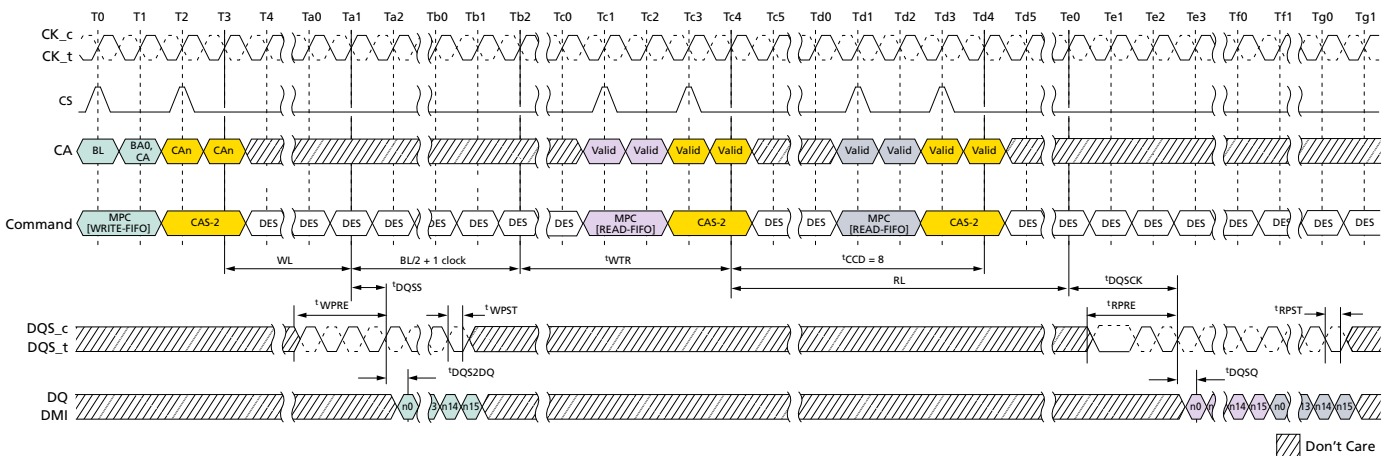 T0 T1 T2 T3 T4 Ta0 Ta1 Ta2 Tb0 Tb1 Tb2 Tc0 Tc1 Tc2 Tc3 Tc4 Tc5 Td0 Td1 Td2 Td3 Td4 Td5 Te0 Te1 Te2 Te3 Tf0 Tf1 Tg0 Tg1
CK_c
CK_t
CS
CA BL BA0, CA CAn CAn Valid Valid Valid Valid Valid Valid Valid Valid
Command MPC [WRITE-FIFO] CAS-2 DES DES DES DES DES DES DES DES MPC [READ-FIFO] CAS-2 DES DES MPC [READ-FIFO] CAS-2 DES DES DES DES DES DES DES DES DES
WL BL/2 + 1 clock tWTR tCCD = 8
RL tDQSCK
tDQSS
tWPRE tWPST tRPRE tRPST
DQS_c
DQS_t
tDQS2DQ tDQSQ
DQ
DMI
n0 13 n14 n15 n0 n n14 n15 n0 13 n14 n15
Don't Care